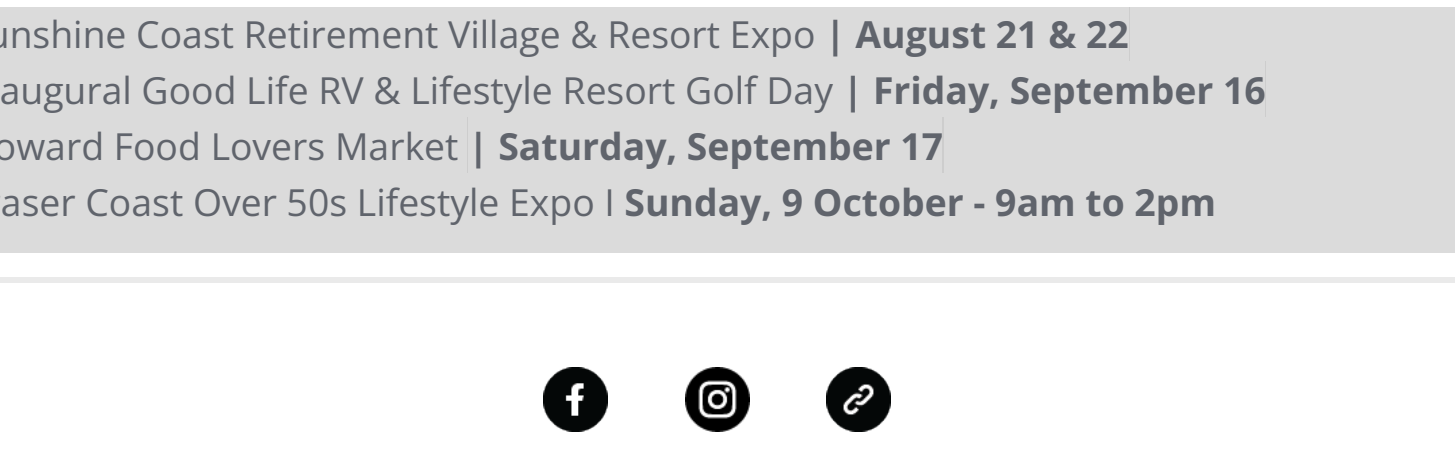 unshine Coast Retirement Village & Resort Expo | August 21 & 22
augural Good Life RV & Lifestyle Resort Golf Day | Friday, September 16
oward Food Lovers Market | Saturday, September 17
aser Coast Over 50s Lifestyle Expo I Sunday, 9 October - 9am to 2pm